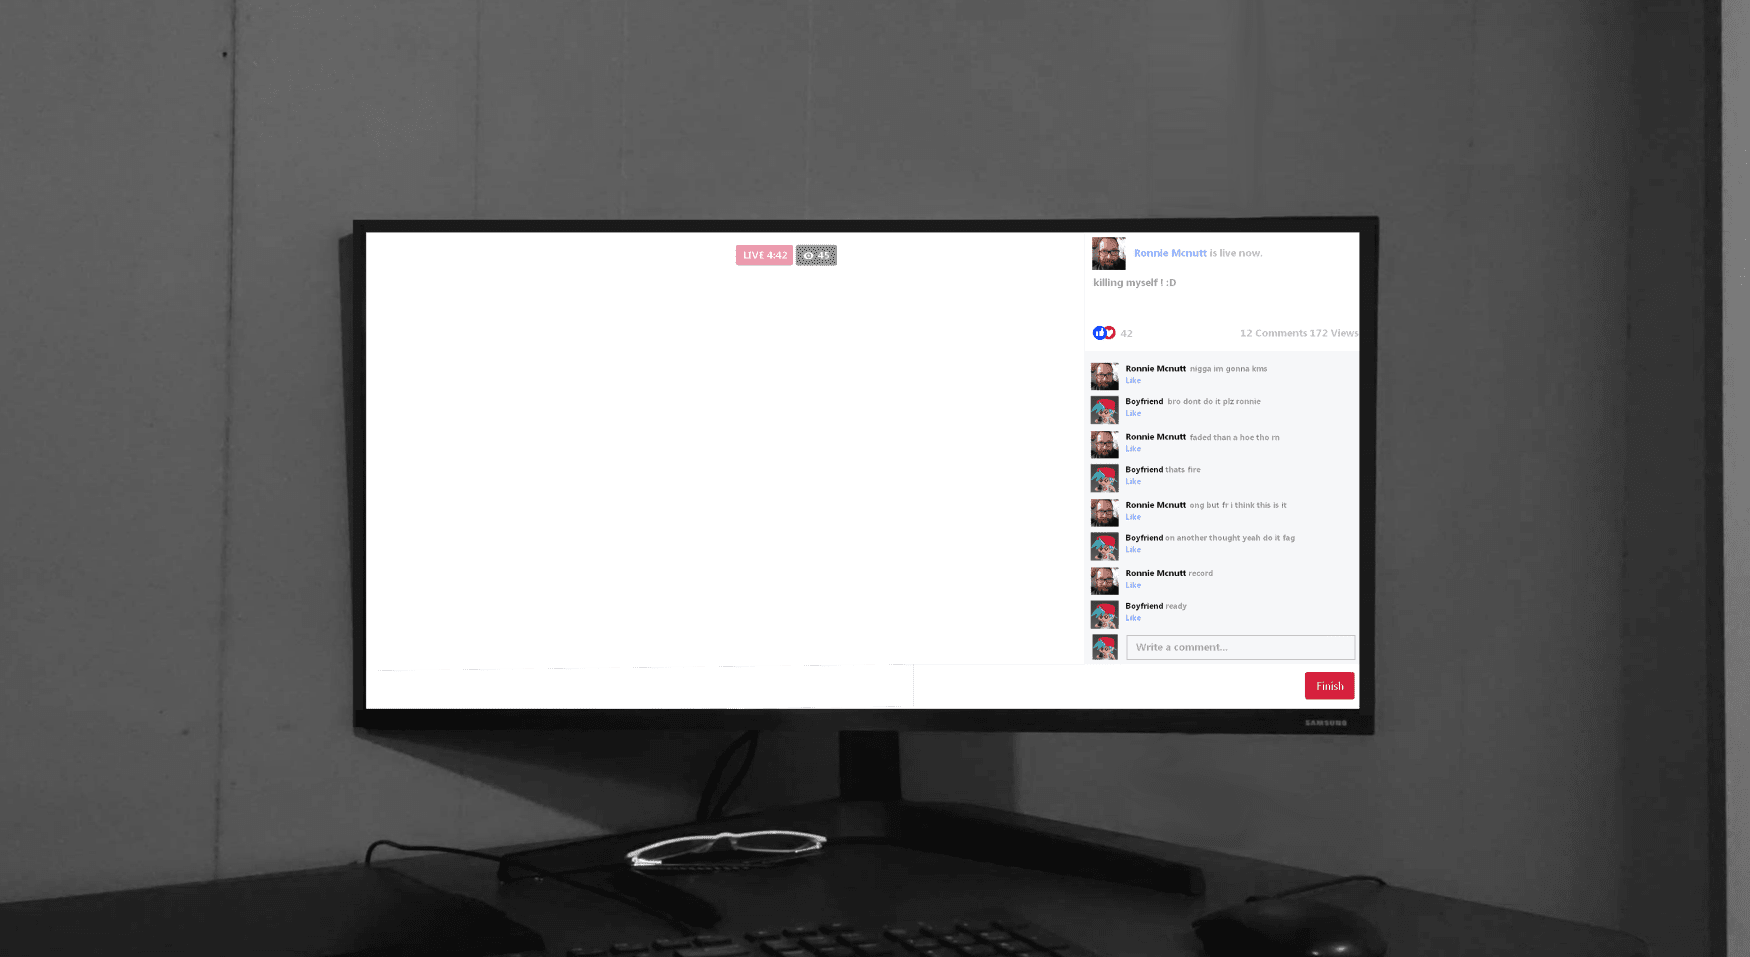 LIVE 4:42
45
Ronnie Mcnutt is live now.
killing myself ! :D
42
12 Comments 172 Views
Ronnie Mcnutt nigga im gonna kms
Like
Boyfriend bro dont do it plz ronnie
Like
Ronnie Mcnutt faded than a hoe tho rn
Like
Boyfriend thats fire
Like
Ronnie Mcnutt ong but fr i think this is it
Like
Boyfriend on another thought yeah do it fag
Like
Ronnie Mcnutt record
Like
Boyfriend ready
Like
Write a comment...
Finish
SAMSUNG